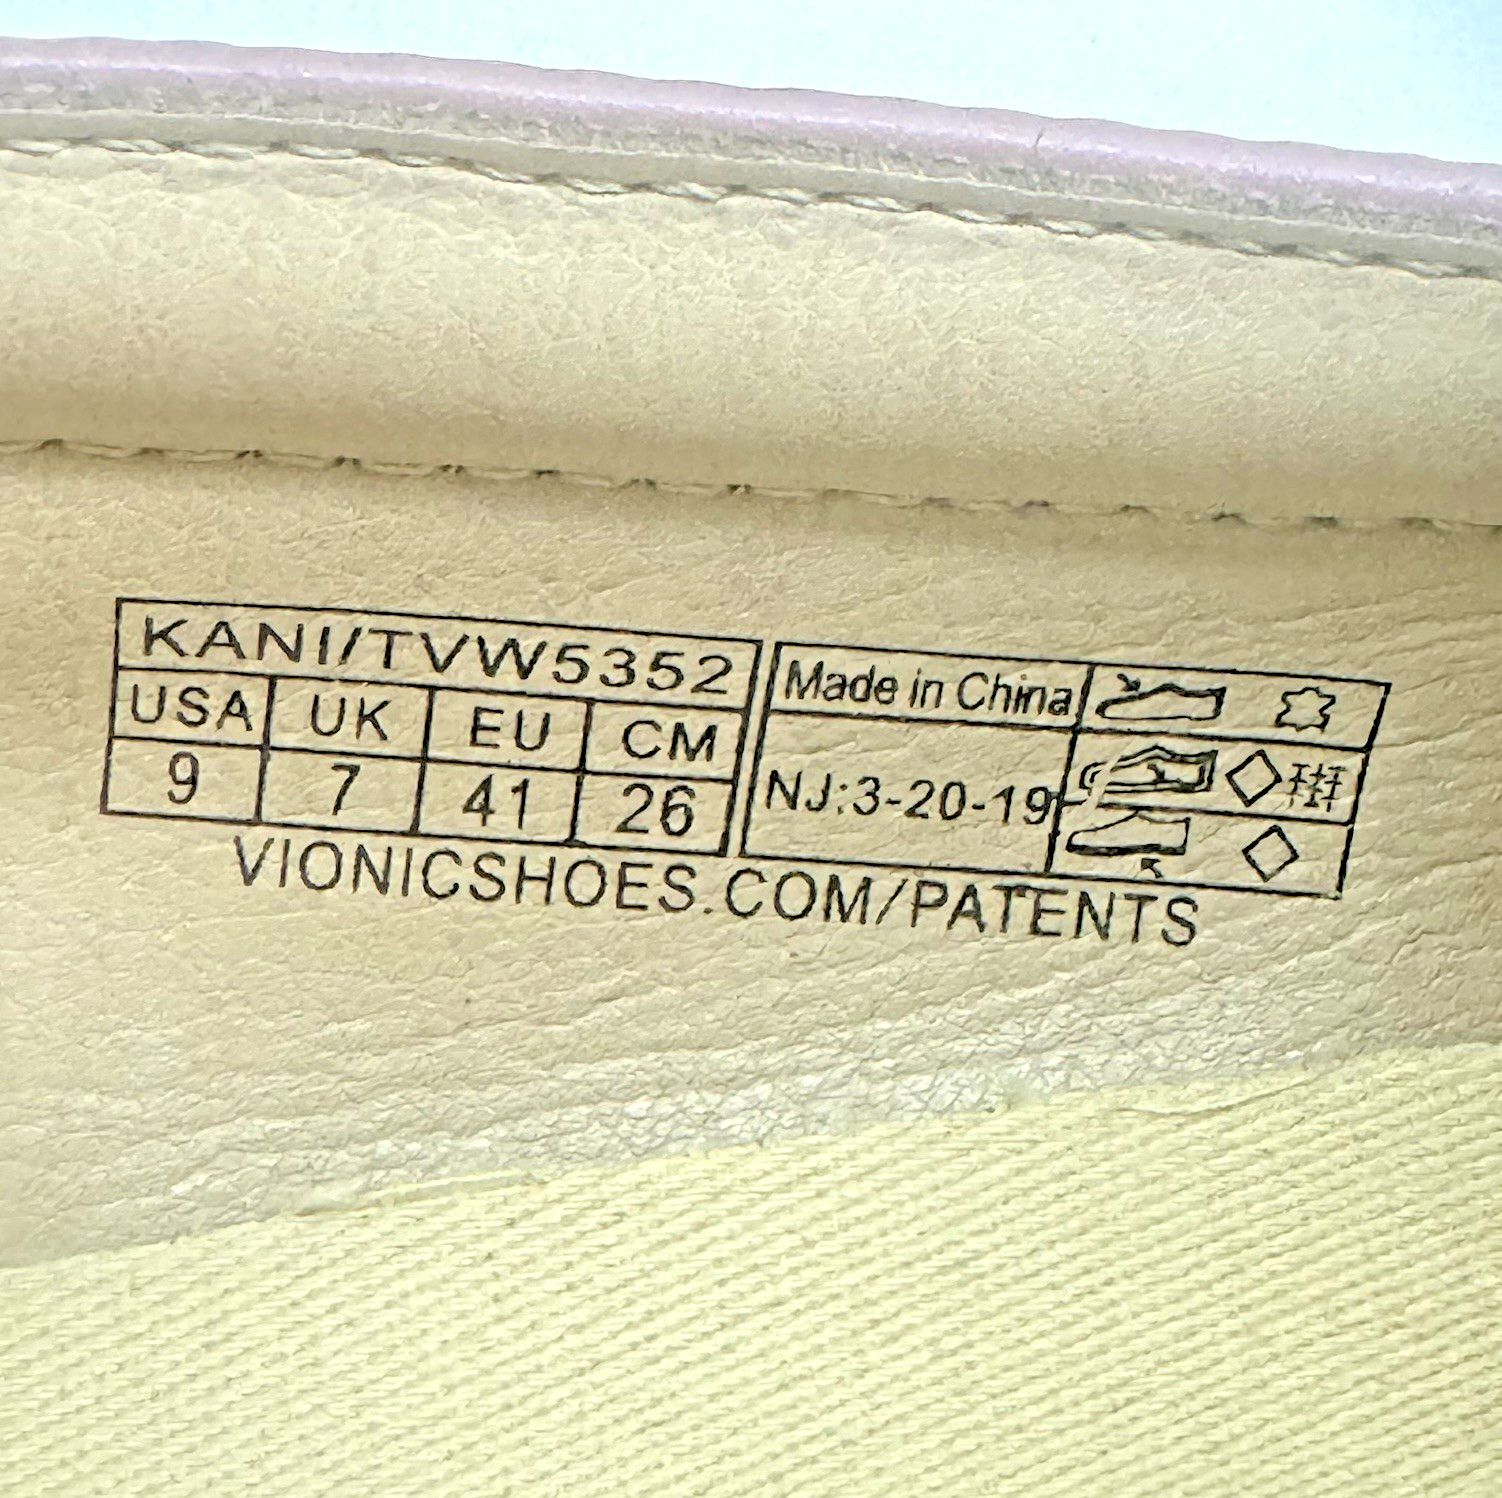 KANI/TVW5352
USA UK EU CM
9 7 41 26
Made in China
NJ:3-20-19
VIONICSHOES.COM/PATENTS